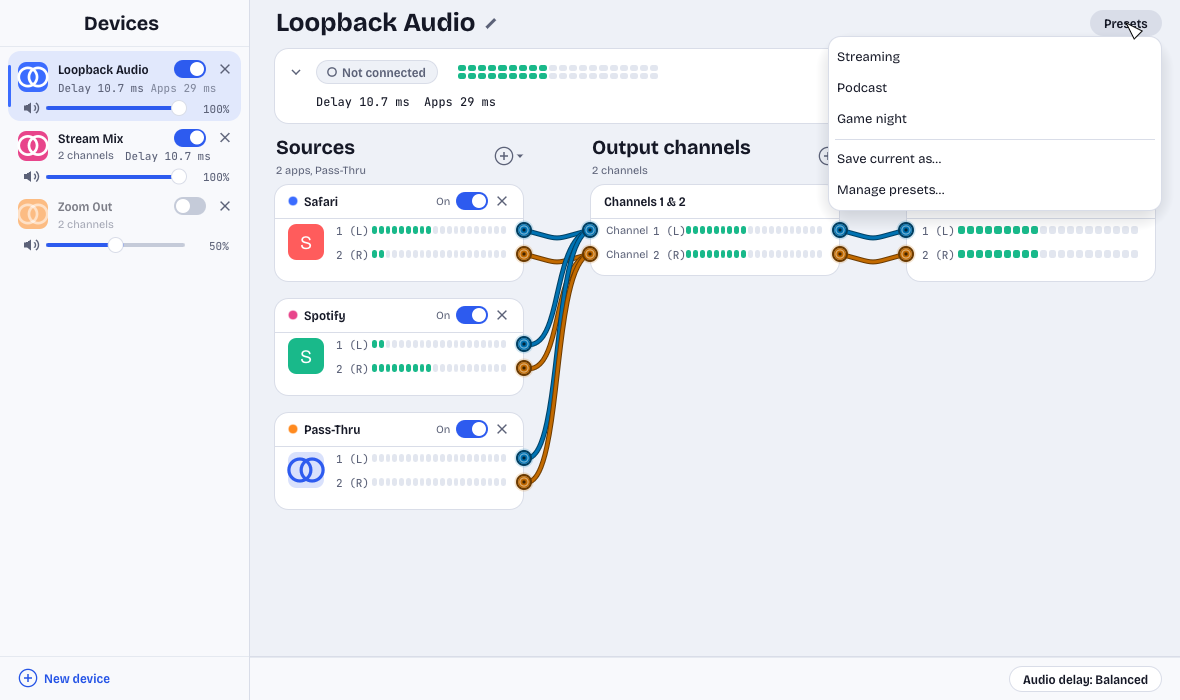 Devices
Loopback Audio
Delay 10.7 ms Apps 29 ms
100%
Stream Mix
2 channels Delay 10.7 ms
100%
Zoom Out
2 channels
50%
New device
Loopback Audio
Presets
Not connected
Delay 10.7 ms Apps 29 ms
Streaming
Podcast
Game night
Save current as...
Manage presets...
Sources
2 apps, Pass-Thru
Safari On
S
1 (L)
2 (R)
Spotify On
S
1 (L)
2 (R)
Pass-Thru On
1 (L)
2 (R)
Output channels
2 channels
Channels 1 & 2
Channel 1 (L)
Channel 2 (R)
1 (L)
2 (R)
Audio delay: Balanced